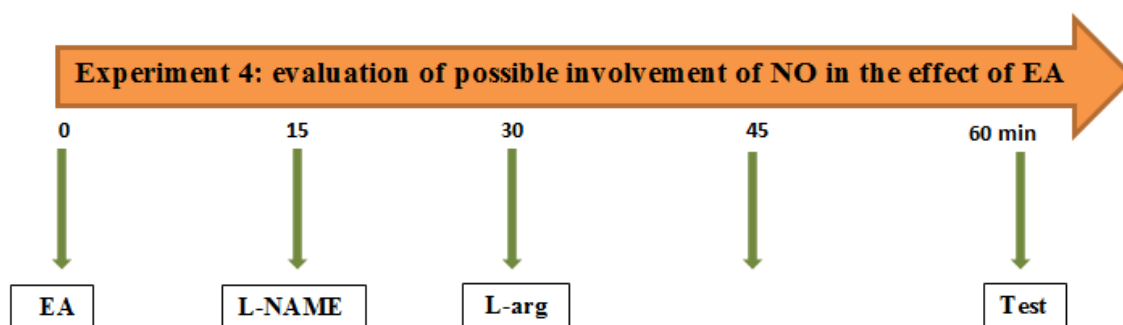 Experiment 4: evaluation of possible involvement of NO in the effect of EA
0 15 30 45 60 min
EA L-NAME L-arg Test